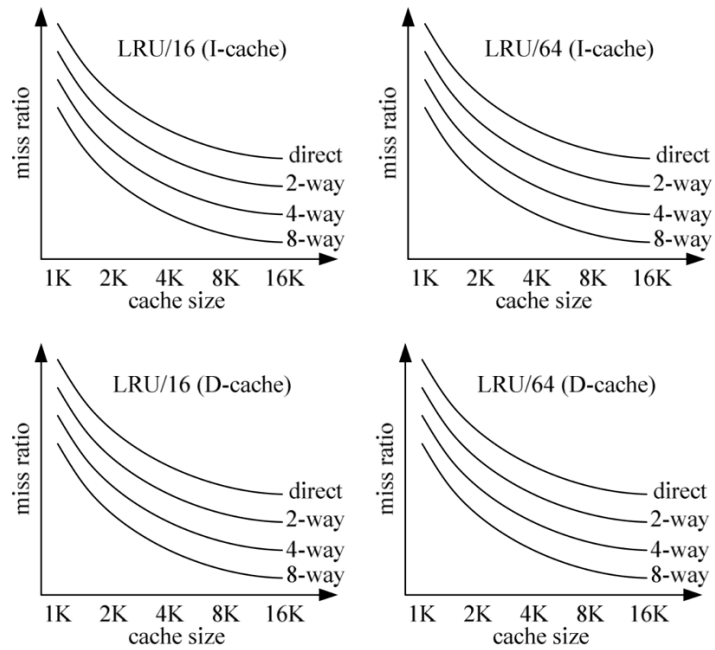 LRU/16 (I-cache)
miss ratio
direct
2-way
4-way
8-way
1K 2K 4K 8K 16K
cache size
LRU/64 (I-cache)
miss ratio
direct
2-way
4-way
8-way
1K 2K 4K 8K 16K
cache size
LRU/16 (D-cache)
miss ratio
direct
2-way
4-way
8-way
1K 2K 4K 8K 16K
cache size
LRU/64 (D-cache)
miss ratio
direct
2-way
4-way
8-way
1K 2K 4K 8K 16K
cache size